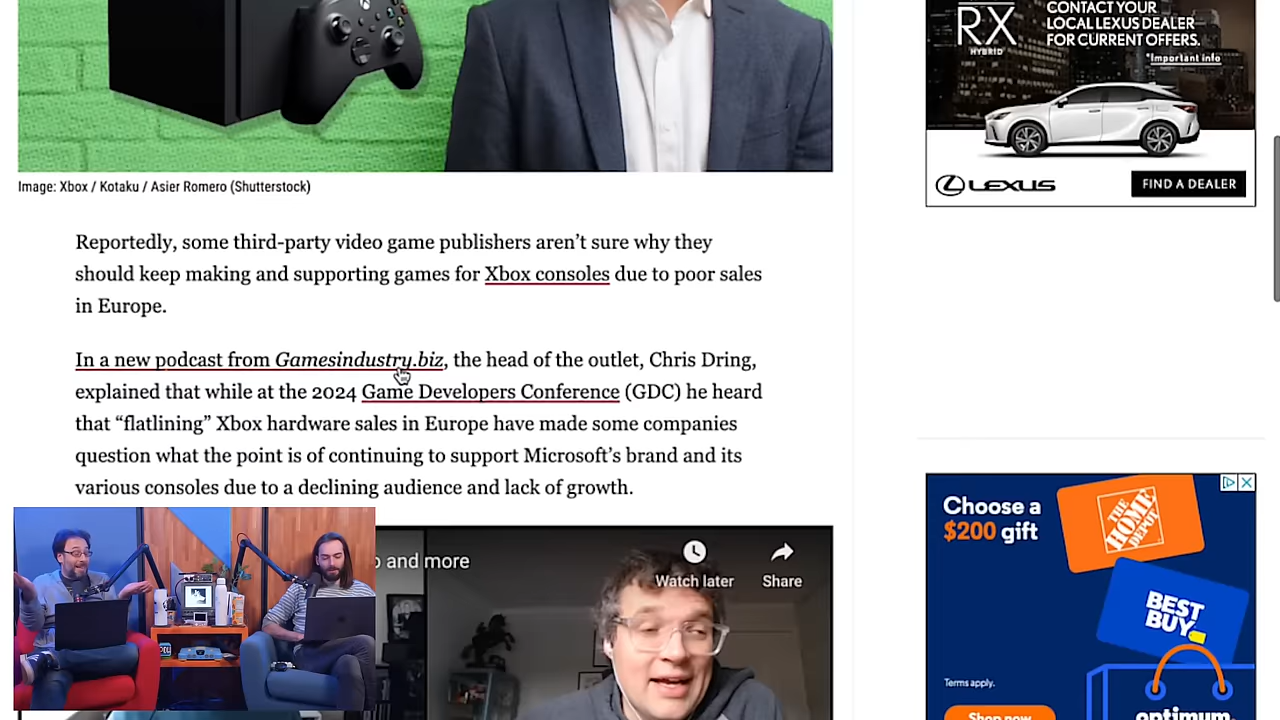 RX
HYBRID
CONTACT YOUR
LOCAL LEXUS DEALER
FOR CURRENT OFFERS.
*Important info
LEXUS
FIND A DEALER
Image: Xbox / Kotaku / Asier Romero (Shutterstock)
Reportedly, some third-party video game publishers aren’t sure why they
should keep making and supporting games for Xbox consoles due to poor sales
in Europe.
In a new podcast from Gamesindustry.biz, the head of the outlet, Chris Dring,
explained that while at the 2024 Game Developers Conference (GDC) he heard
that “flatlining” Xbox hardware sales in Europe have made some companies
question what the point is of continuing to support Microsoft’s brand and its
various consoles due to a declining audience and lack of growth.
and more
Watch later
Share
Choose a
$200 gift
THE
HOME
DEPOT
BEST
BUY
Terms apply.
optimum
Shop now